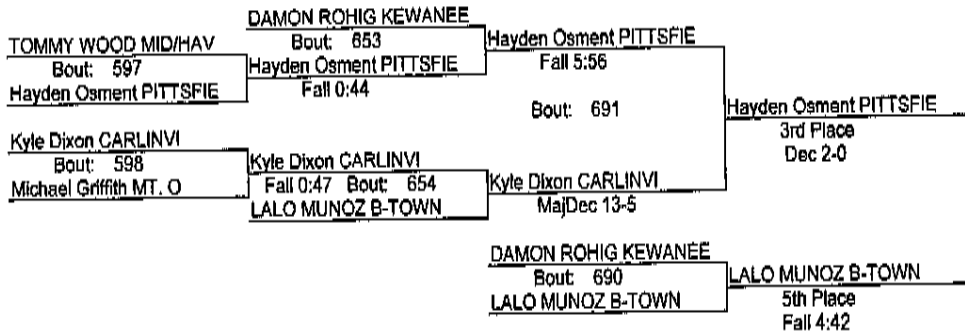 DAMON ROHIG KEWANEE
TOMMY WOOD MID/HAV
Bout: 653
Hayden Osment PITTSFIE
Bout: 597
Hayden Osment PITTSFIE
Fall 5:56
Hayden Osment PITTSFIE
Fall 0:44
Bout: 691
Hayden Osment PITTSFIE
3rd Place
Dec 2-0
Kyle Dixon CARLINVI
Bout: 598
Kyle Dixon CARLINVI
Michael Griffith MT. O
Fall 0:47 Bout: 654
Kyle Dixon CARLINVI
LALO MUNOZ B-TOWN
MajDec 13-5
DAMON ROHIG KEWANEE
Bout: 690
LALO MUNOZ B-TOWN
LALO MUNOZ B-TOWN
5th Place
Fall 4:42